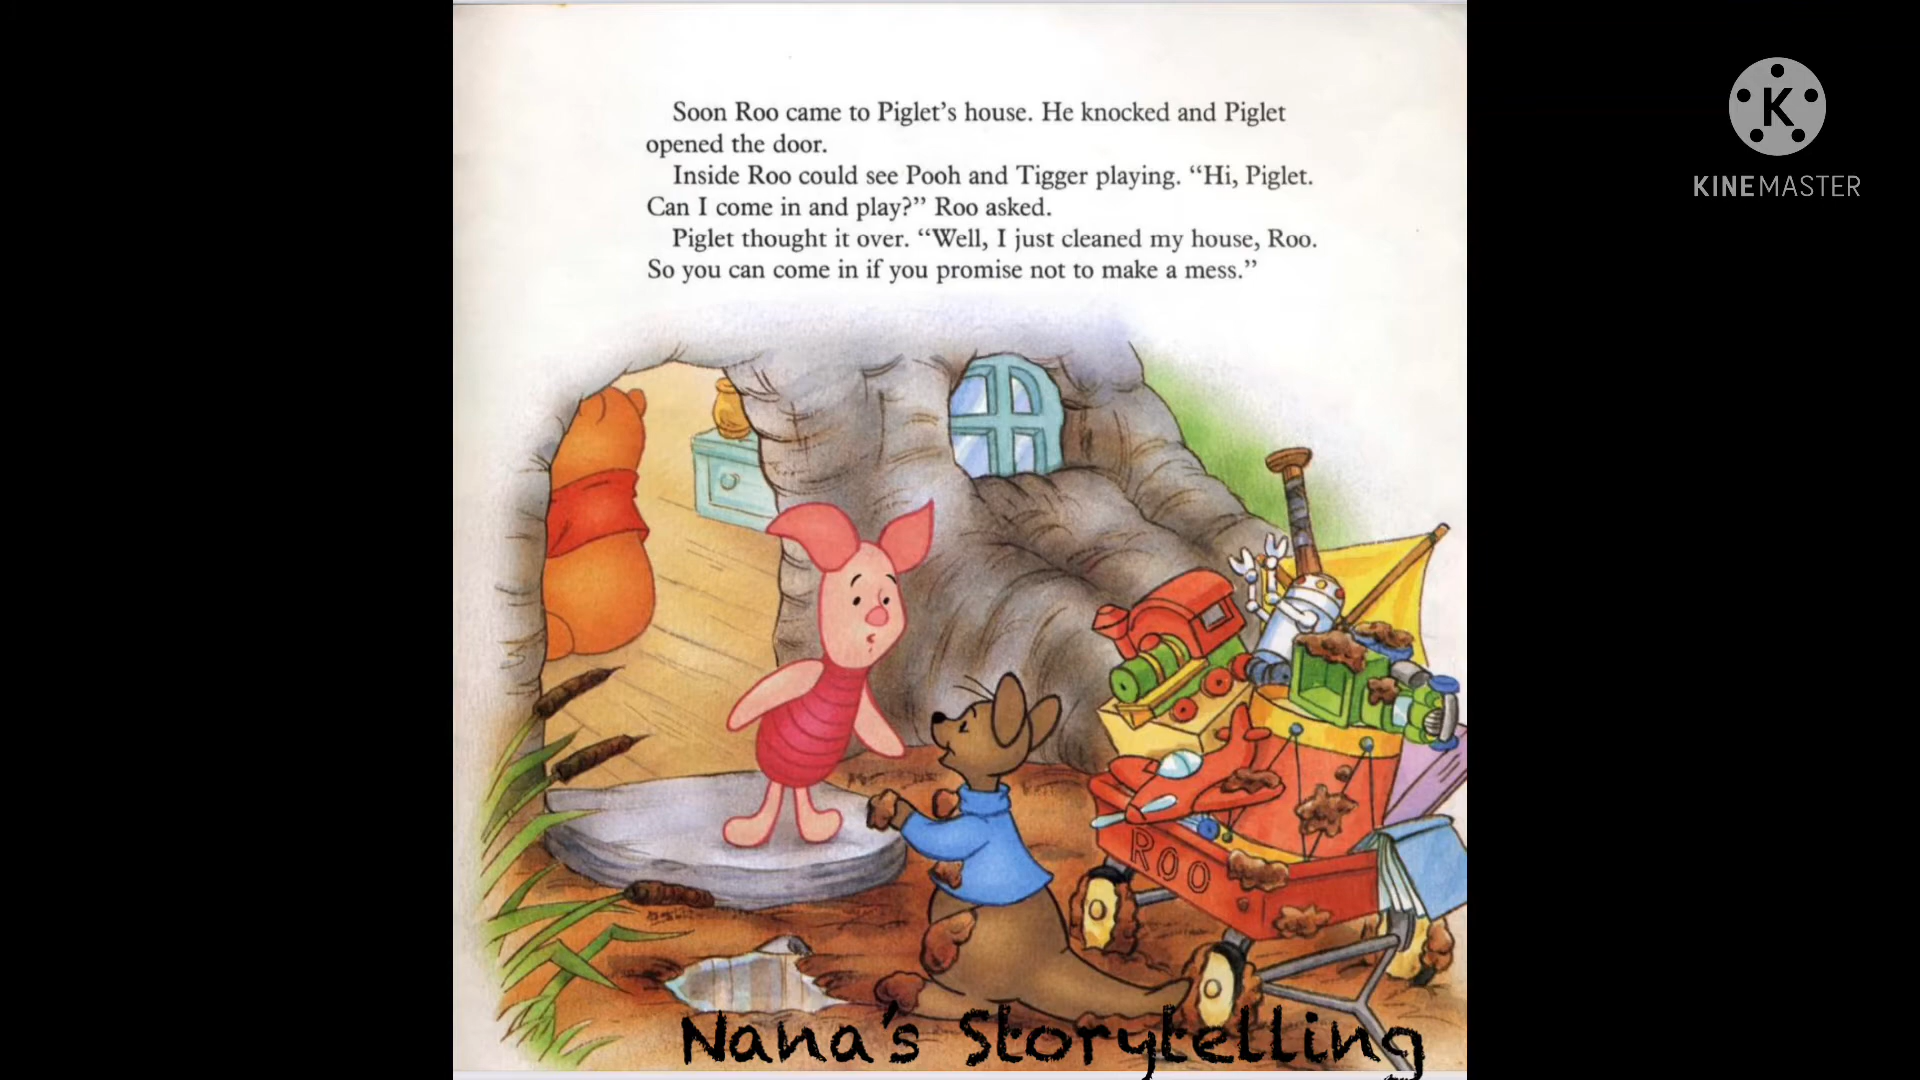 Soon Roo came to Piglet’s house. He knocked and Piglet
opened the door.
Inside Roo could see Pooh and Tigger playing. “Hi, Piglet.
Can I come in and play?” Roo asked.
Piglet thought it over. “Well, I just cleaned my house, Roo.
So you can come in if you promise not to make a mess.”
K
KINEMASTER
ROO
Nana's Storytelling